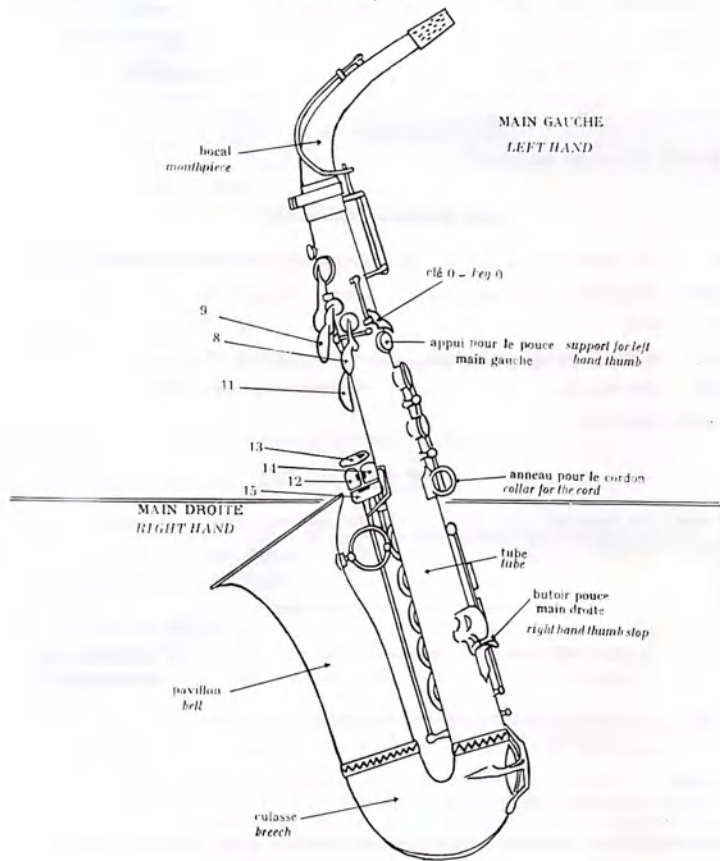 MAIN GAUCHE
LEFT HAND
bocal
mouthpiece
clé 0 - key 0
9
8
appui pour le pouce support for left
main gauche hand thumb
11
13
14
12
15
anneau pour le cordon
collar for the cord
MAIN DROITE
RIGHT HAND
tube
tube
butoir pouce
main droite
right hand thumb stop
pavillon
bell
culasse
breech